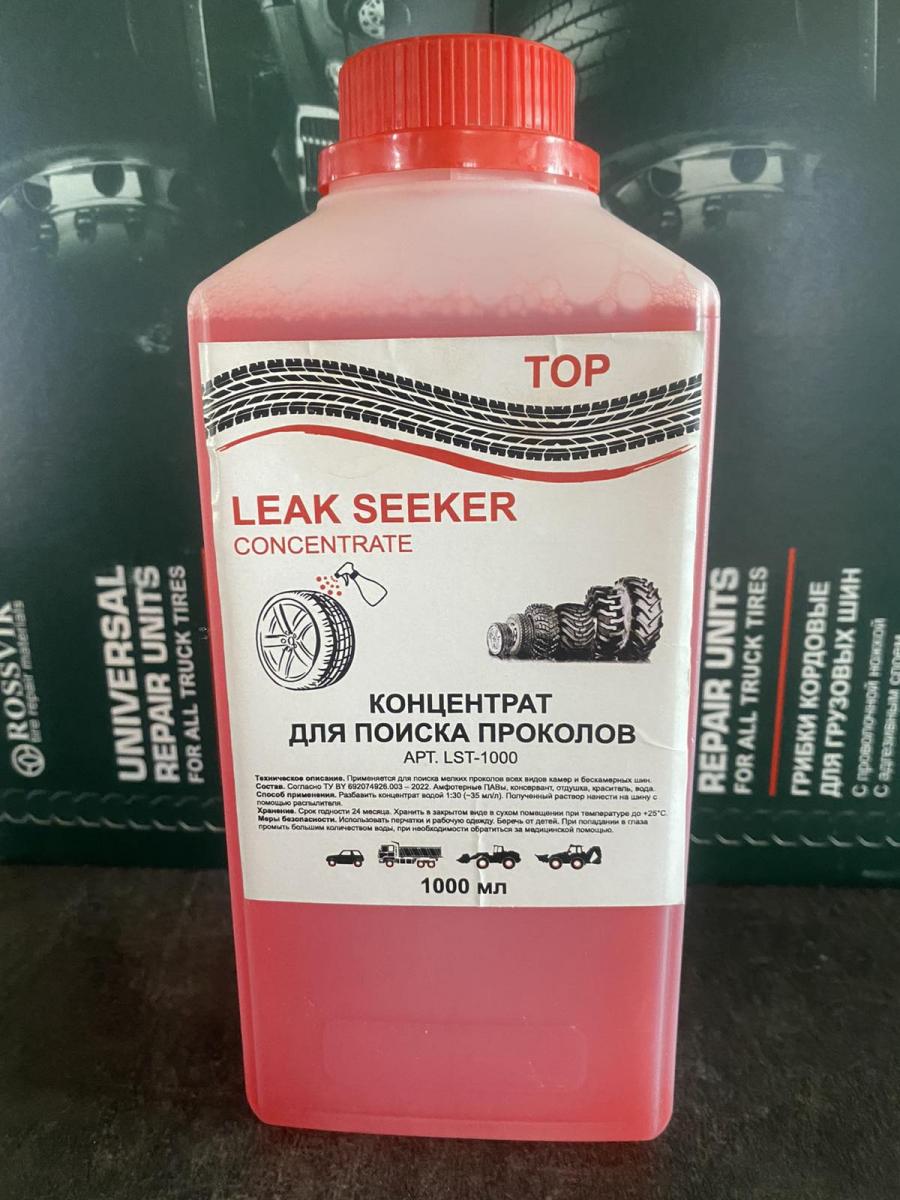 TOP
LEAK SEEKER
CONCENTRATE
КОНЦЕНТРАТ
ДЛЯ ПОИСКА ПРОКОЛОВ
АРТ. LST-1000
Техническое описание. Применяется для поиска мелких проколов всех видов камер и бескамерных шин.
Состав. Согласно ТУ BY 692074926.003 – 2022. Амфотерные ПАВы, консервант, отдушка, краситель, вода.
Способ применения. Разбавить концентрат водой 1:30 (~35 мл/л). Полученный раствор нанести на шину с
помощью распылителя.
Хранение. Срок годности 24 месяца. Хранить в закрытом виде в сухом помещении при температуре до +25°С.
Меры безопасности. Использовать перчатки и рабочую одежду. Беречь от детей. При попадании в глаза
промыть большим количеством воды, при необходимости обратиться за медицинской помощью.
1000 мл
ROSSVIK
tire repair materials
UNIVERSAL
REPAIR UNITS
FOR ALL TRUCK TIRES
REPAIR UNITS
FOR ALL TRUCK TIRES
ГРИБКИ КОРДОВЫЕ
ДЛЯ ГРУЗОВЫХ ШИН
С проволочной ножкой
С адгезивным слоем